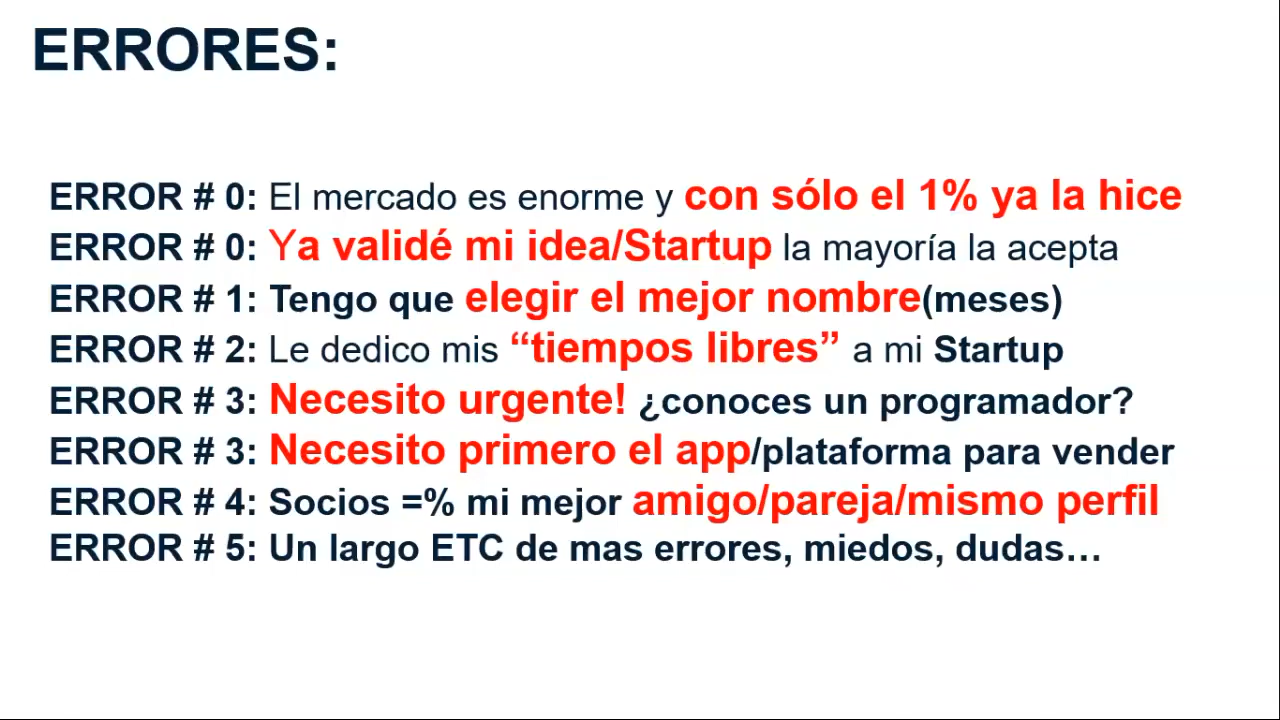 ERRORES:
ERROR # 0: El mercado es enorme y con sólo el 1% ya la hice
ERROR # 0: Ya validé mi idea/Startup la mayoría la acepta
ERROR # 1: Tengo que elegir el mejor nombre(meses)
ERROR # 2: Le dedico mis “tiempos libres” a mi Startup
ERROR # 3: Necesito urgente! ¿conoces un programador?
ERROR # 3: Necesito primero el app/plataforma para vender
ERROR # 4: Socios =% mi mejor amigo/pareja/mismo perfil
ERROR # 5: Un largo ETC de mas errores, miedos, dudas…